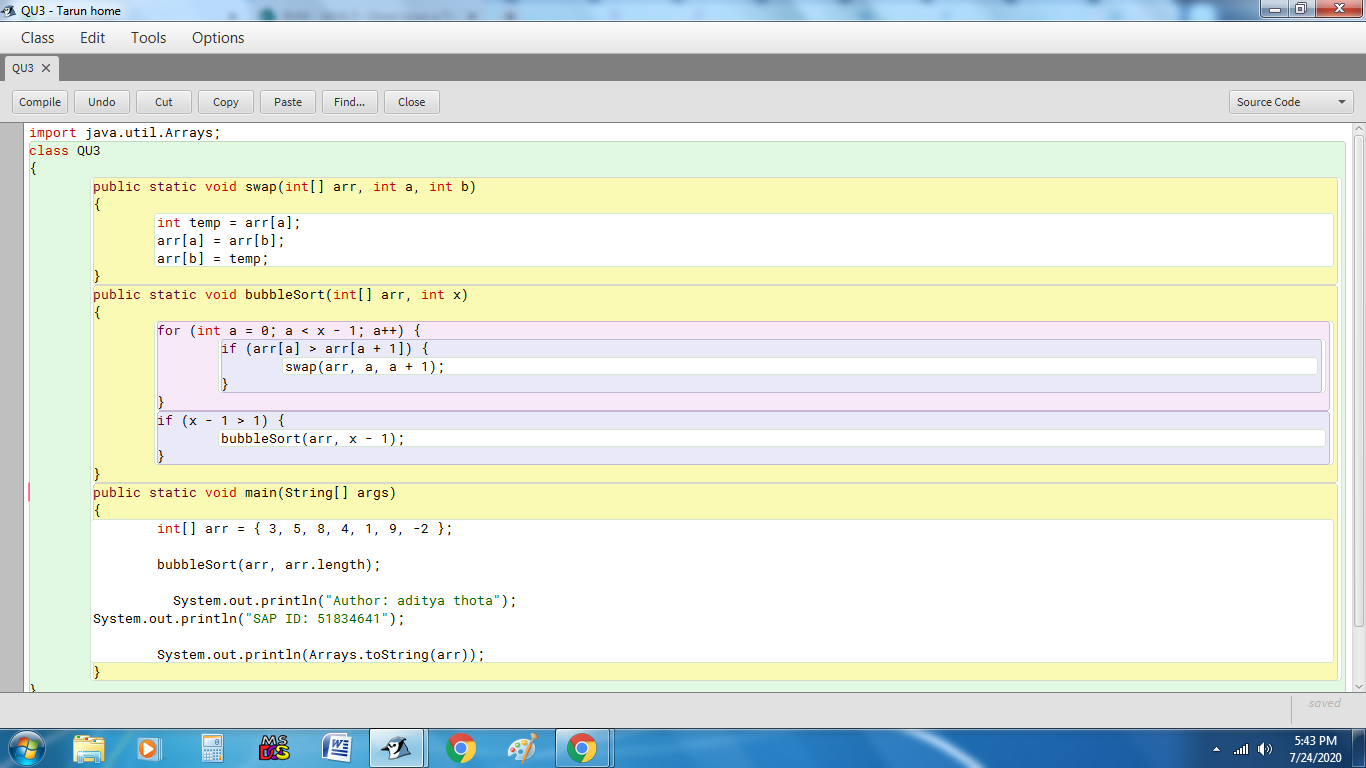 QU3 - Tarun home
Class Edit Tools Options
QU3 ✕
Compile Undo Cut Copy Paste Find... Close Source Code
import java.util.Arrays;
class QU3
{
public static void swap(int[] arr, int a, int b)
{
int temp = arr[a];
arr[a] = arr[b];
arr[b] = temp;
}
public static void bubbleSort(int[] arr, int x)
{
for (int a = 0; a < x - 1; a++) {
if (arr[a] > arr[a + 1]) {
swap(arr, a, a + 1);
}
}
if (x - 1 > 1) {
bubbleSort(arr, x - 1);
}
}
public static void main(String[] args)
{
int[] arr = { 3, 5, 8, 4, 1, 9, -2 };
bubbleSort(arr, arr.length);
System.out.println("Author: aditya thota");
System.out.println("SAP ID: 51834641");
System.out.println(Arrays.toString(arr));
}
}
saved
5:43 PM
7/24/2020